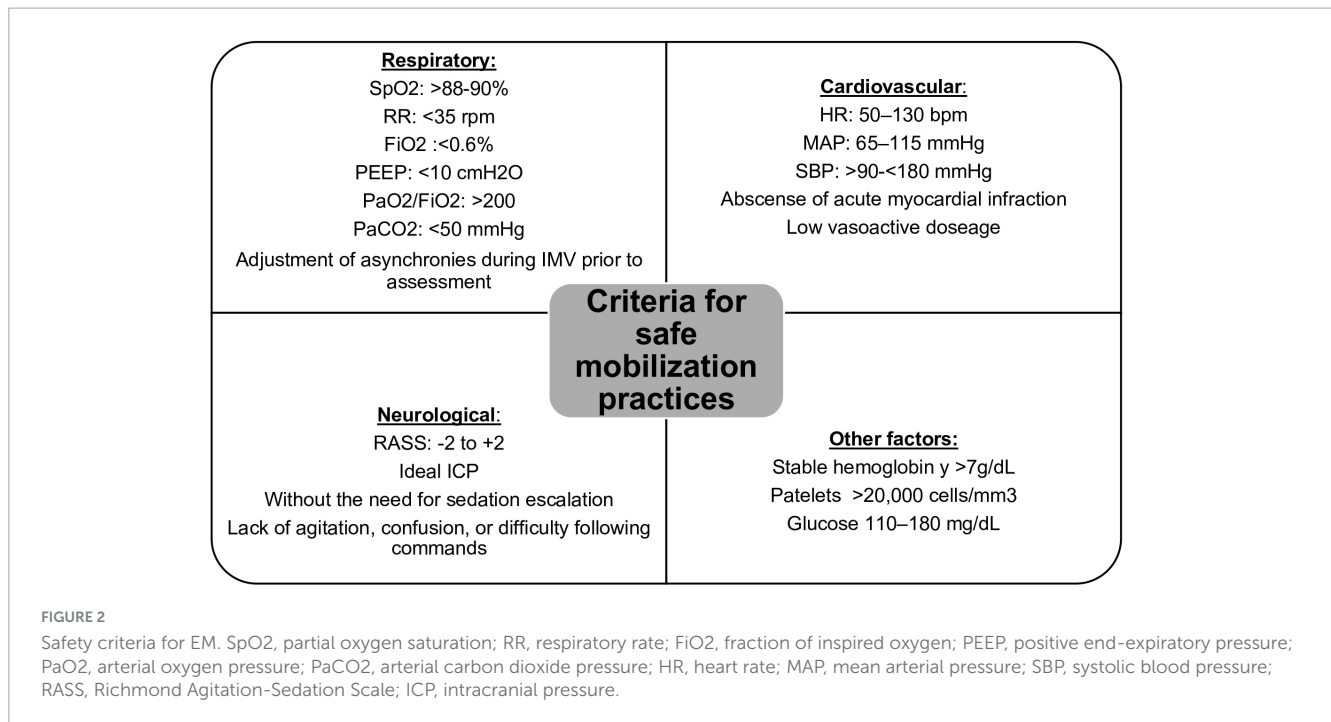 Respiratory:
SpO2: >88-90%
RR: <35 rpm
FiO2 :<0.6%
PEEP: <10 cmH2O
PaO2/FiO2: >200
PaCO2: <50 mmHg
Adjustment of asynchronies during IMV prior to
assessment
Cardiovascular:
HR: 50–130 bpm
MAP: 65–115 mmHg
SBP: >90-<180 mmHg
Abscense of acute myocardial infraction
Low vasoactive doseage
Criteria for
safe
mobilization
practices
Neurological:
RASS: -2 to +2
Ideal ICP
Without the need for sedation escalation
Lack of agitation, confusion, or difficulty following
commands
Other factors:
Stable hemoglobin y >7g/dL
Patelets >20,000 cells/mm3
Glucose 110–180 mg/dL
FIGURE 2
Safety criteria for EM. SpO2, partial oxygen saturation; RR, respiratory rate; FiO2, fraction of inspired oxygen; PEEP, positive end-expiratory pressure;
PaO2, arterial oxygen pressure; PaCO2, arterial carbon dioxide pressure; HR, heart rate; MAP, mean arterial pressure; SBP, systolic blood pressure;
RASS, Richmond Agitation-Sedation Scale; ICP, intracranial pressure.